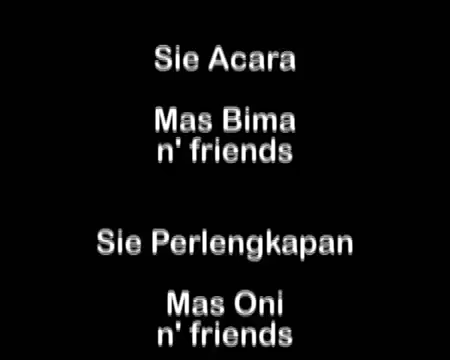 Sie Acara
Mas Bima
n' friends
Sie Perlengkapan
Mas Oni
n' friends